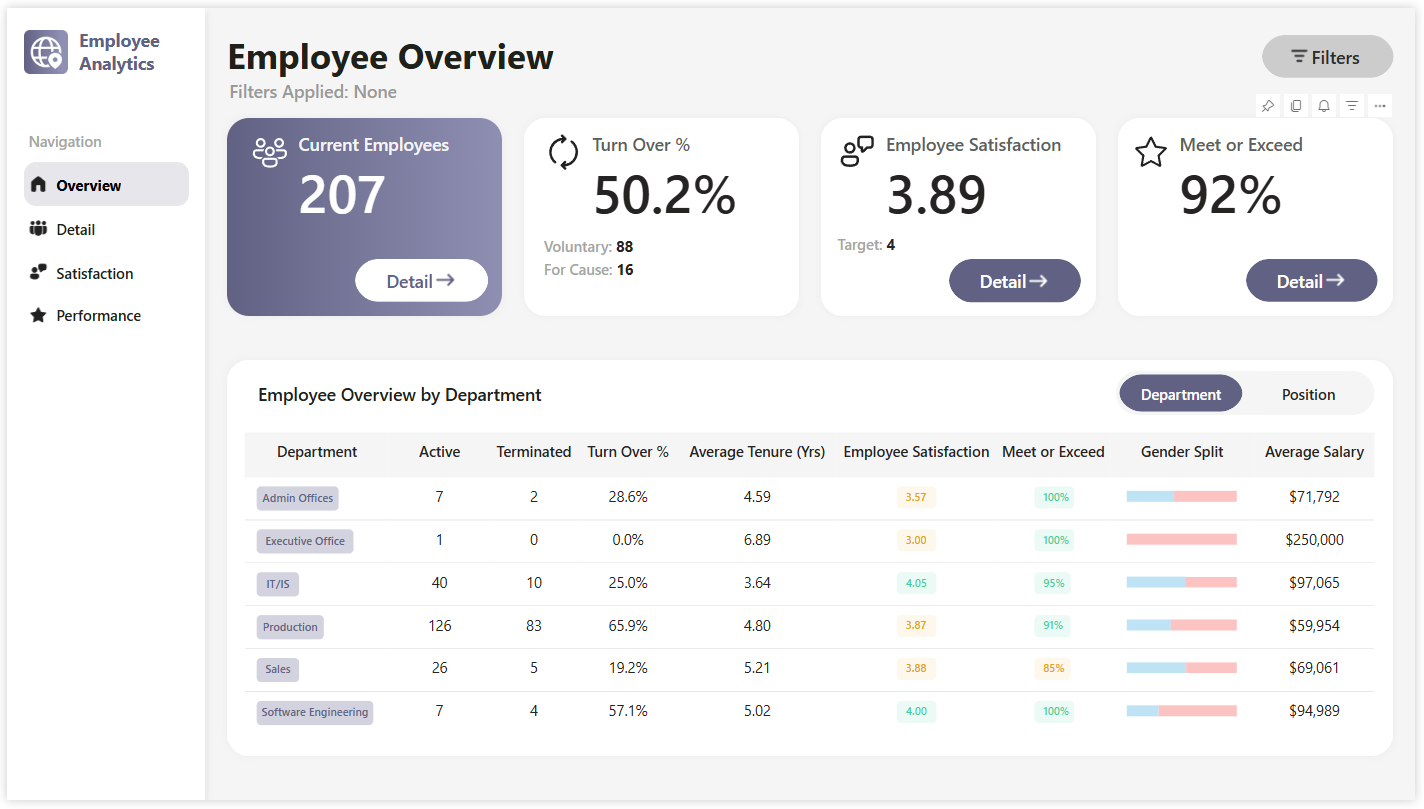 Employee
Analytics
Navigation
Overview
Detail
Satisfaction
Performance
Employee Overview
Filters Applied: None
Filters
Current Employees
207
Detail
Turn Over %
50.2%
Voluntary: 88
For Cause: 16
Employee Satisfaction
3.89
Target: 4
Detail
Meet or Exceed
92%
Detail
Employee Overview by Department
Department Position
Department Active Terminated Turn Over % Average Tenure (Yrs) Employee Satisfaction Meet or Exceed Gender Split Average Salary
Admin Offices 7 2 28.6% 4.59 3.57 100% $71,792
Executive Office 1 0 0.0% 6.89 3.00 100% $250,000
IT/IS 40 10 25.0% 3.64 4.05 95% $97,065
Production 126 83 65.9% 4.80 3.87 91% $59,954
Sales 26 5 19.2% 5.21 3.88 85% $69,061
Software Engineering 7 4 57.1% 5.02 4.00 100% $94,989